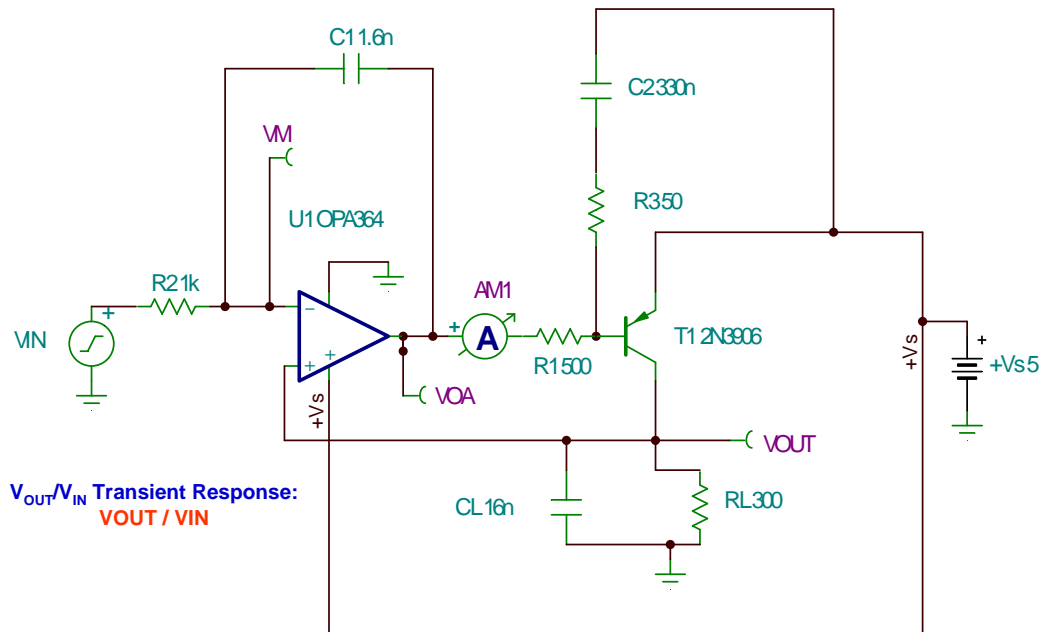 C1 1.6n
C2 330n
VM
R3 50
U1 OPA364
R2 1k
AM1
+
-
+
VIN
+
+
+
A
T1 2N3906
R1 500
+Vs
+
+Vs 5
VOA
+Vs
VOUT
VOUT/VIN Transient Response:
VOUT / VIN
CL 16n
RL 300